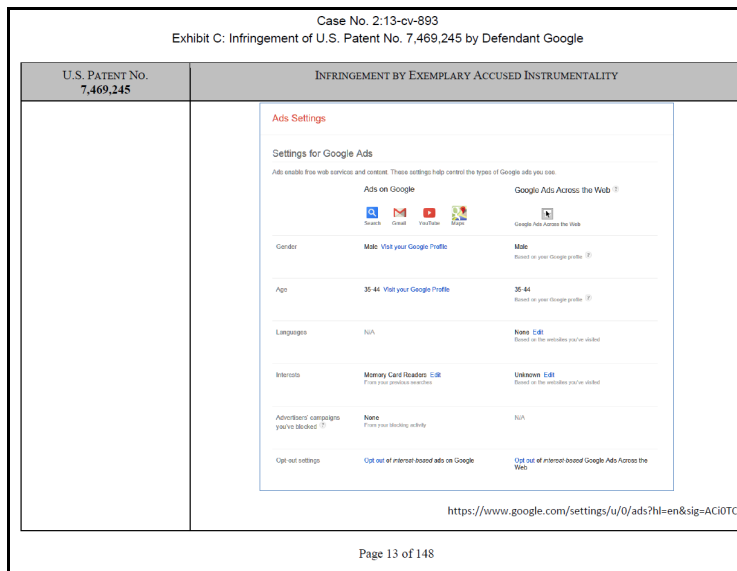 Case No. 2:13-cv-893
Exhibit C: Infringement of U.S. Patent No. 7,469,245 by Defendant Google
U.S. PATENT NO.
7,469,245
INFRINGEMENT BY EXEMPLARY ACCUSED INSTRUMENTALITY
Ads Settings
Settings for Google Ads
Ads enable free web services and content. These settings help control the types of Google ads you see.
Ads on Google
Google Ads Across the Web ?
Search Gmail YouTube Maps
Google Ads Across the Web
Gender
Male Visit your Google Profile
Male
Based on your Google profile ?
Age
35-44 Visit your Google Profile
35-44
Based on your Google profile ?
Languages
N/A
None Edit
Based on the websites you've visited
Interests
Memory Card Readers Edit
From your previous searches
Unknown Edit
Based on the websites you've visited
Advertisers' campaigns
you've blocked ?
None
From your blocking activity
N/A
Opt-out settings
Opt out of interest-based ads on Google
Opt out of interest-based Google Ads Across the
Web
https://www.google.com/settings/u/0/ads?hl=en&sig=ACi0TC
Page 13 of 148